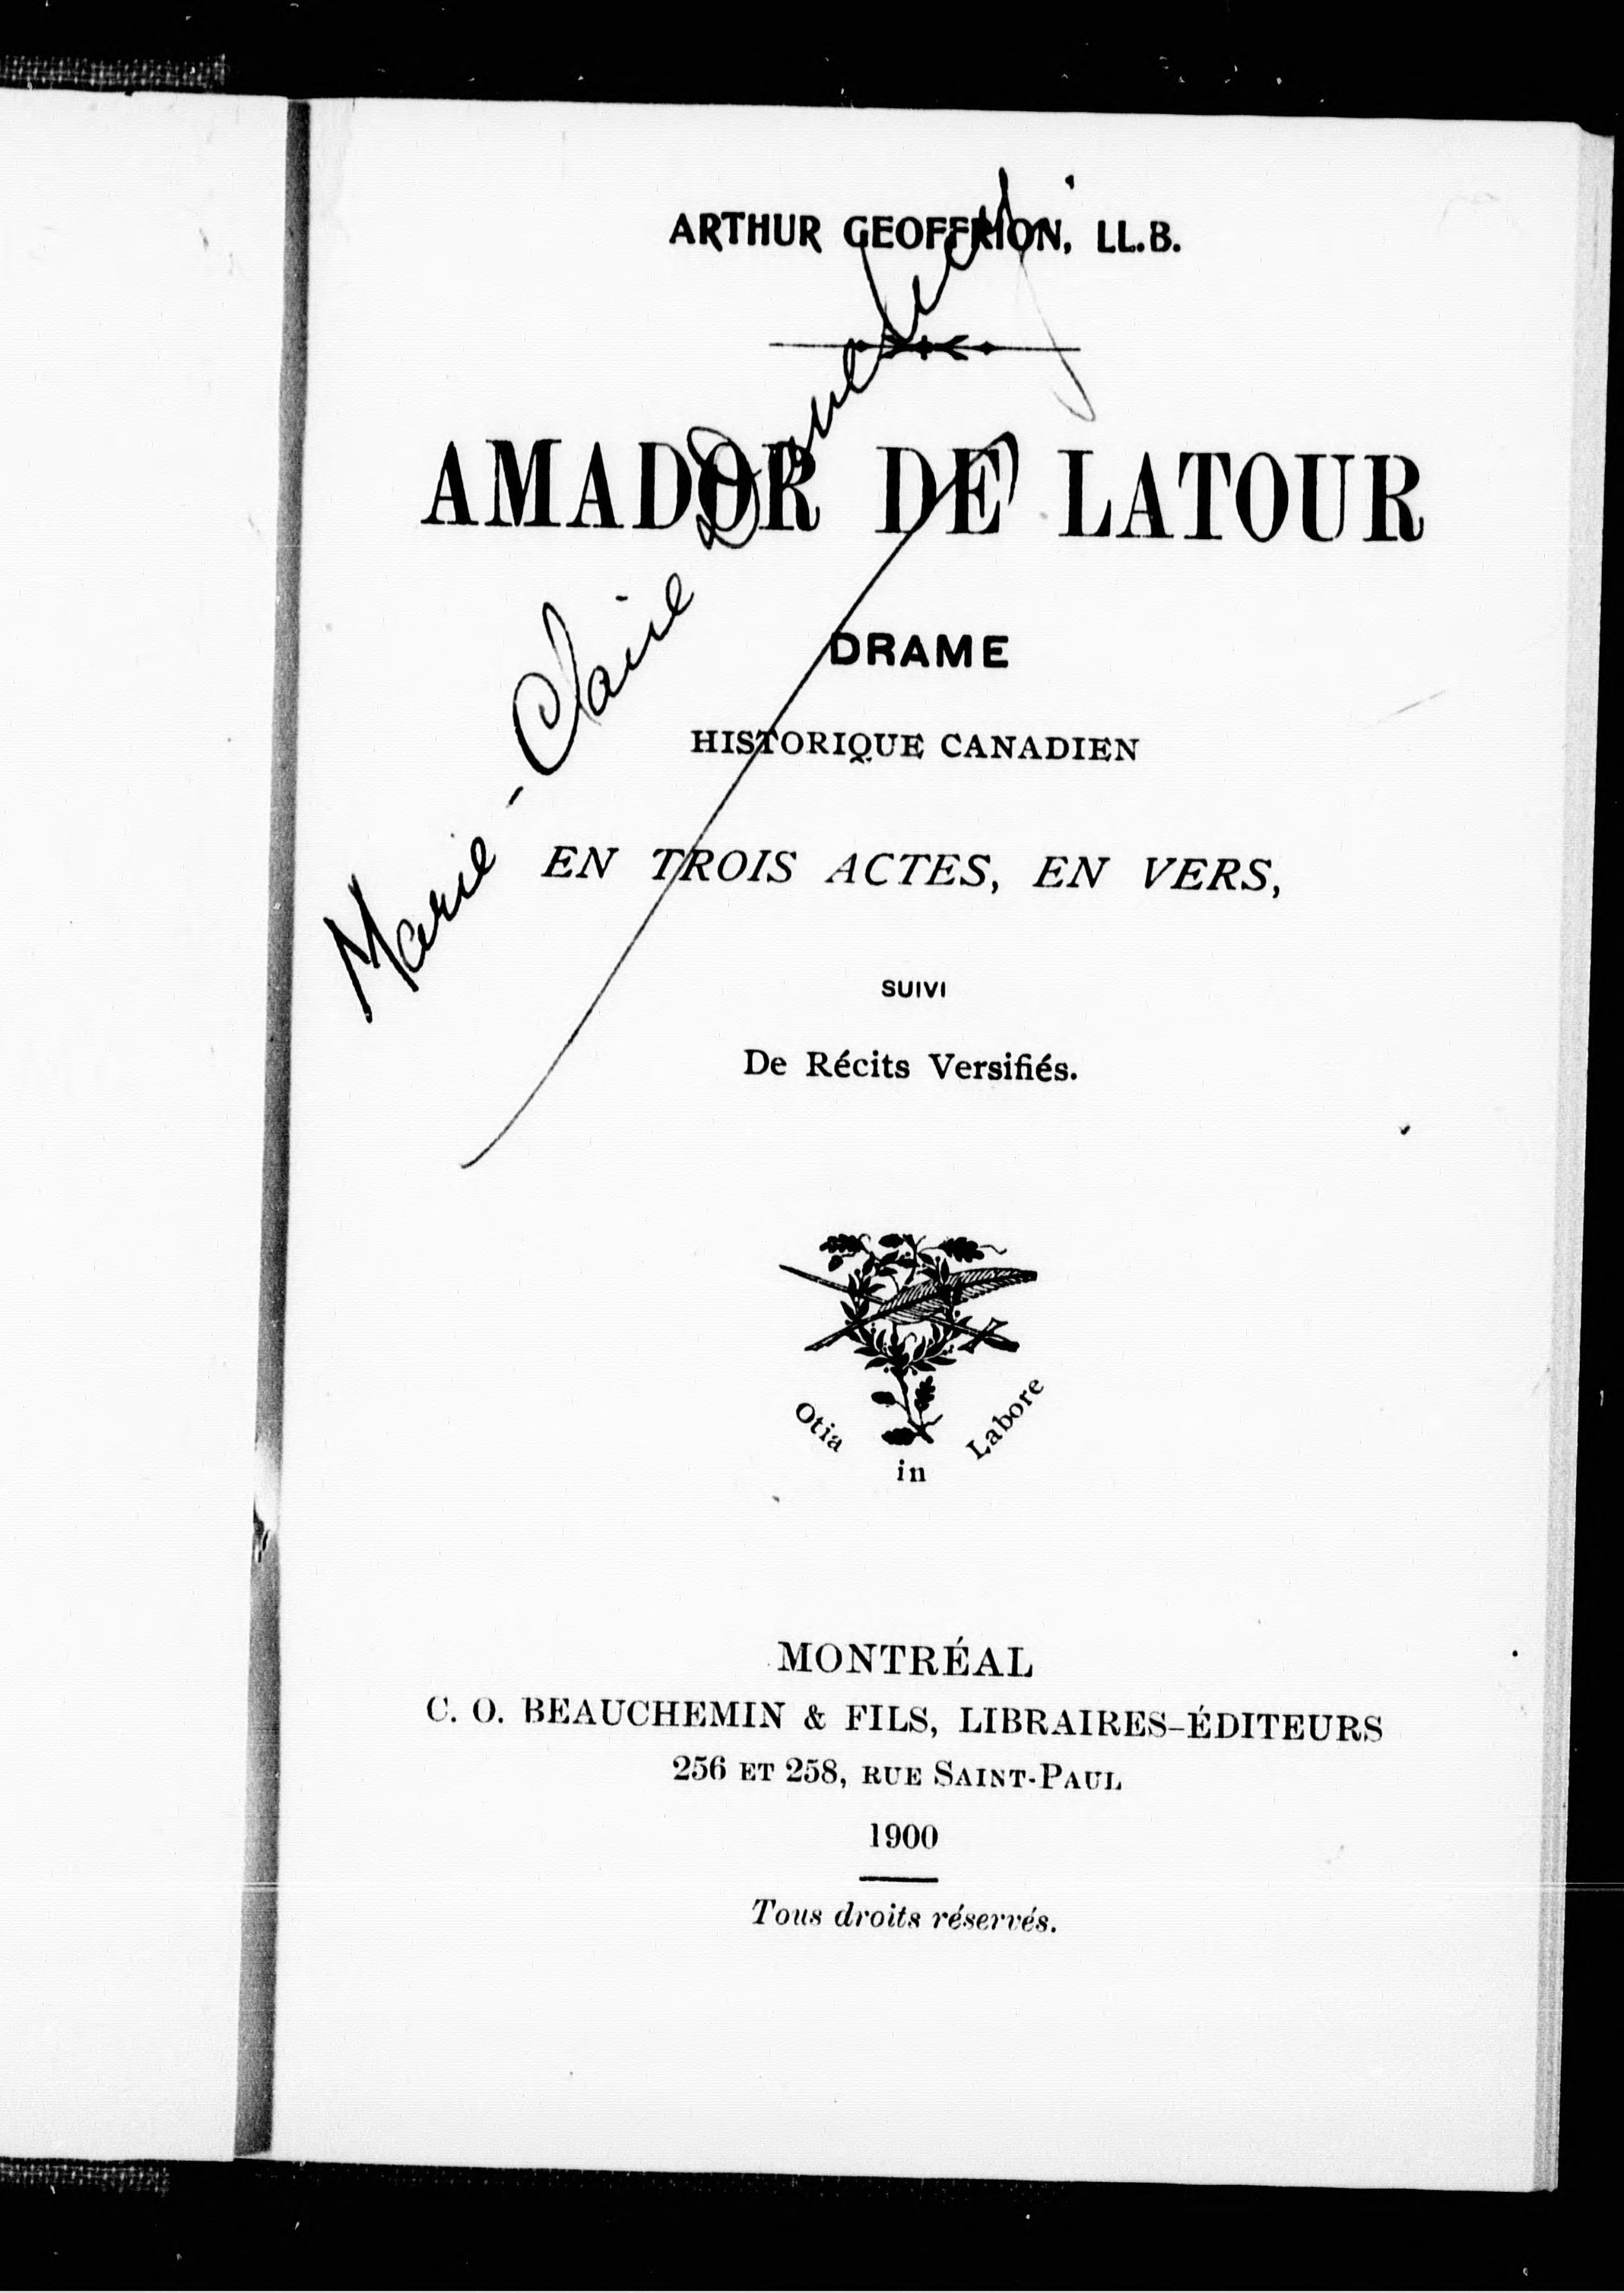 ARTHUR GEOFFRION, LL.B.
AMADOR DE LATOUR
DRAME
HISTORIQUE CANADIEN
EN TROIS ACTES, EN VERS,
SUIVI
De Récits Versifiés.
Marie-Claire
Otia in Labore
MONTRÉAL
C. O. BEAUCHEMIN & FILS, LIBRAIRES-ÉDITEURS
256 ET 258, RUE SAINT-PAUL
1900
Tous droits réservés.